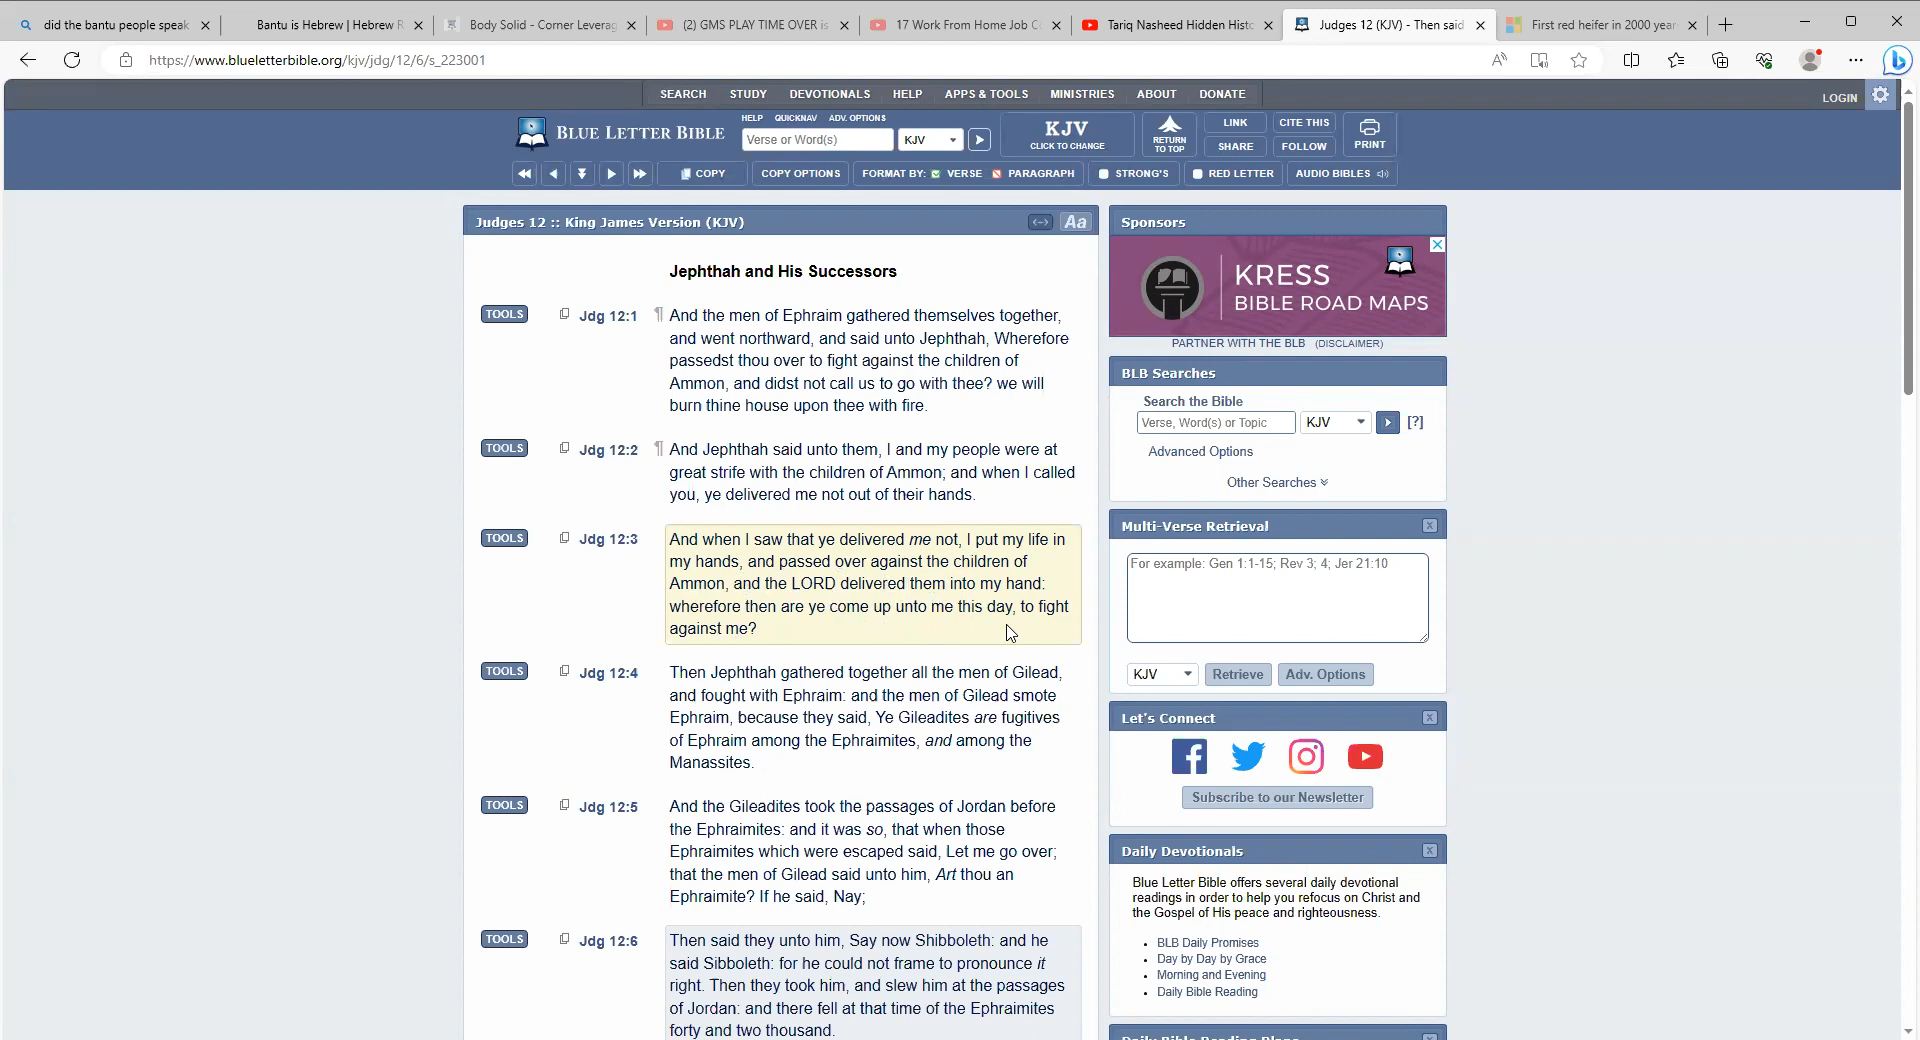 did the bantu people speak
Bantu is Hebrew | Hebrew R
Body Solid - Corner Leverag
(2) GMS PLAY TIME OVER is
17 Work From Home Job C
Tariq Nasheed Hidden Histo
Judges 12 (KJV) - Then said
First red heifer in 2000 year
https://www.blueletterbible.org/kjv/jdg/12/6/s_223001
SEARCH STUDY DEVOTIONALS HELP APPS & TOOLS MINISTRIES ABOUT DONATE
LOGIN
BLUE LETTER BIBLE
HELP QUICKNAV ADV. OPTIONS
Verse or Word(s)
KJV
KJV
CLICK TO CHANGE
RETURN
TO TOP
LINK
CITE THIS
SHARE
FOLLOW
PRINT
COPY
COPY OPTIONS
FORMAT BY: VERSE PARAGRAPH
STRONG'S
RED LETTER
AUDIO BIBLES
Judges 12 :: King James Version (KJV)
Aa
Jephthah and His Successors
TOOLS
Jdg 12:1
¶ And the men of Ephraim gathered themselves together,
and went northward, and said unto Jephthah, Wherefore
passedst thou over to fight against the children of
Ammon, and didst not call us to go with thee? we will
burn thine house upon thee with fire.
TOOLS
Jdg 12:2
¶ And Jephthah said unto them, I and my people were at
great strife with the children of Ammon; and when I called
you, ye delivered me not out of their hands.
TOOLS
Jdg 12:3
And when I saw that ye delivered me not, I put my life in
my hands, and passed over against the children of
Ammon, and the LORD delivered them into my hand:
wherefore then are ye come up unto me this day, to fight
against me?
TOOLS
Jdg 12:4
Then Jephthah gathered together all the men of Gilead,
and fought with Ephraim: and the men of Gilead smote
Ephraim, because they said, Ye Gileadites are fugitives
of Ephraim among the Ephraimites, and among the
Manassites.
TOOLS
Jdg 12:5
And the Gileadites took the passages of Jordan before
the Ephraimites: and it was so, that when those
Ephraimites which were escaped said, Let me go over;
that the men of Gilead said unto him, Art thou an
Ephraimite? If he said, Nay;
TOOLS
Jdg 12:6
Then said they unto him, Say now Shibboleth: and he
said Sibboleth: for he could not frame to pronounce it
right. Then they took him, and slew him at the passages
of Jordan: and there fell at that time of the Ephraimites
forty and two thousand.
Sponsors
KRESS
BIBLE ROAD MAPS
PARTNER WITH THE BLB (DISCLAIMER)
BLB Searches
Search the Bible
Verse, Word(s) or Topic
KJV
[?]
Advanced Options
Other Searches
Multi-Verse Retrieval
For example: Gen 1:1-15; Rev 3; 4; Jer 21:10
KJV
Retrieve
Adv. Options
Let's Connect
Subscribe to our Newsletter
Daily Devotionals
Blue Letter Bible offers several daily devotional
readings in order to help you refocus on Christ and
the Gospel of His peace and righteousness.
BLB Daily Promises
Day by Day by Grace
Morning and Evening
Daily Bible Reading
Daily Bible Reading Plans